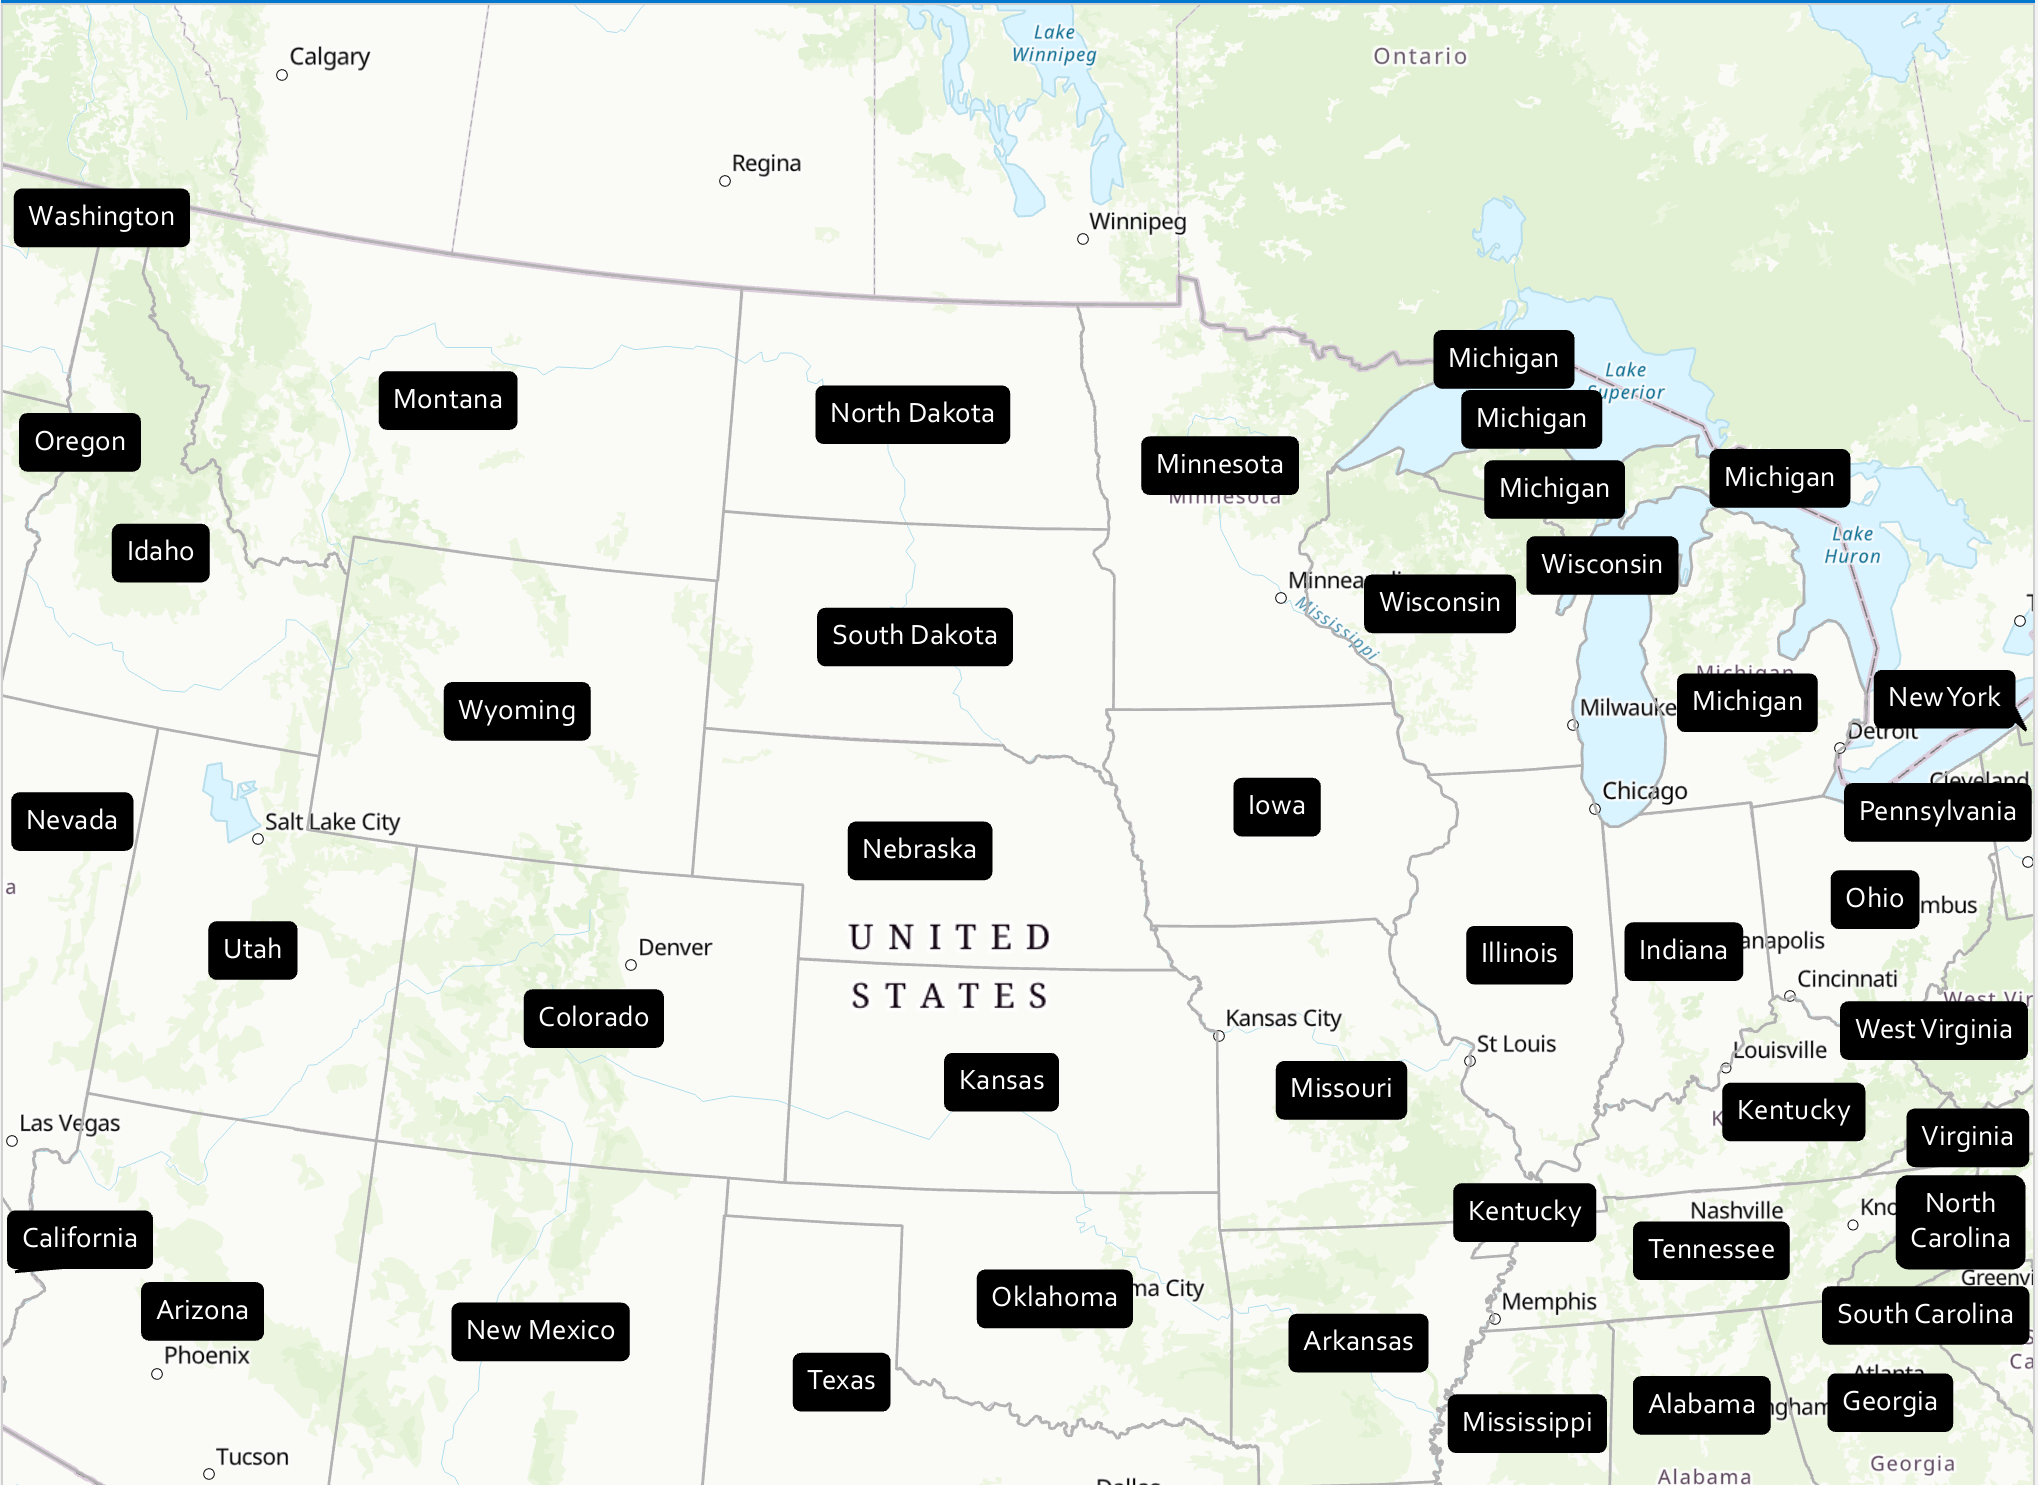 Calgary
Lake
Winnipeg
Ontario
Regina
Washington
Winnipeg
Michigan
Lake
Superior
Montana
North Dakota
Michigan
Oregon
Minnesota
Minnesota
Michigan
Michigan
Lake
Huron
Idaho
Wisconsin
Wisconsin
Mississippi
South Dakota
Michigan
Michigan
New York
Wyoming
Milwauke
Detroit
Cleveland
Chicago
Nevada
Salt Lake City
Iowa
Pennsylvania
Nebraska
a
Ohio
mbus
UNITED
STATES
Utah
Denver
Illinois
Indiana
anapolis
Cincinnati
West Vir
Colorado
Kansas City
St Louis
Louisville
West Virginia
Kansas
Missouri
K
Kentucky
Virginia
Las Vegas
California
Kentucky
Nashville
Kno
North
Carolina
Tennessee
Greenvi
Arizona
New Mexico
Oklahoma
ma City
Memphis
South Carolina
Arkansas
Phoenix
Texas
Atlanta
Ca
Mississippi
Alabama
ngham
Georgia
Tucson
Alabama
Georgia
Dallas